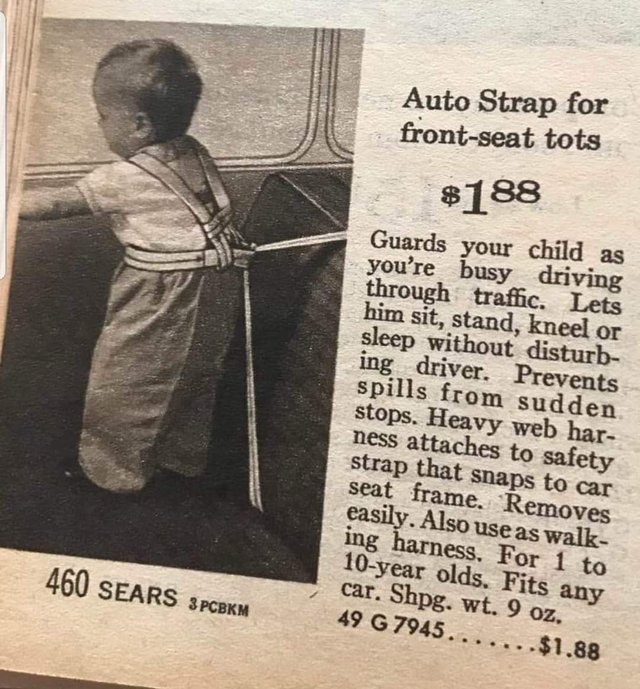 Auto Strap for
front-seat tots
$188
Guards your child as
you're busy driving
through traffic. Lets
him sit, stand, kneel or
sleep without disturb-
ing driver. Prevents
spills from sudden
stops. Heavy web har-
ness attaches to safety
strap that snaps to car
seat frame. Removes
easily. Also use as walk-
ing harness. For 1 to
10-year olds. Fits any
car. Shpg. wt. 9 oz.
49 G 7945.......$1.88
460 SEARS 3 PCBKM